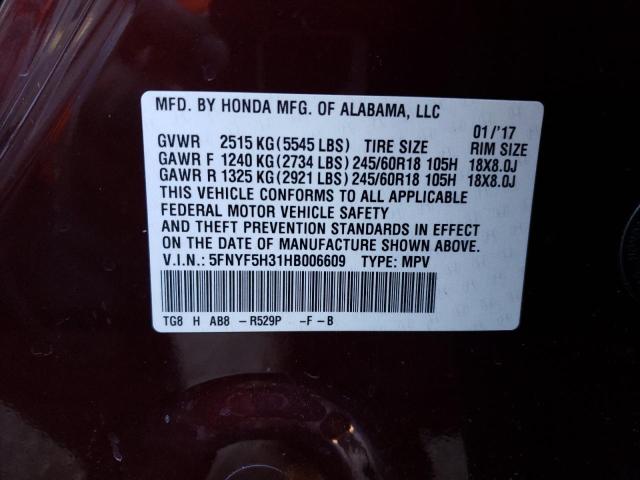 MFD. BY HONDA MFG. OF ALABAMA, LLC
01/'17
GVWR 2515 KG (5545 LBS) TIRE SIZE RIM SIZE
GAWR F 1240 KG (2734 LBS) 245/60R18 105H 18X8.0J
GAWR R 1325 KG (2921 LBS) 245/60R18 105H 18X8.0J
THIS VEHICLE CONFORMS TO ALL APPLICABLE
FEDERAL MOTOR VEHICLE SAFETY
AND THEFT PREVENTION STANDARDS IN EFFECT
ON THE DATE OF MANUFACTURE SHOWN ABOVE.
V.I.N.: 5FNYF5H31HB006609 TYPE: MPV
TG8 H AB8 -R529P -F-B